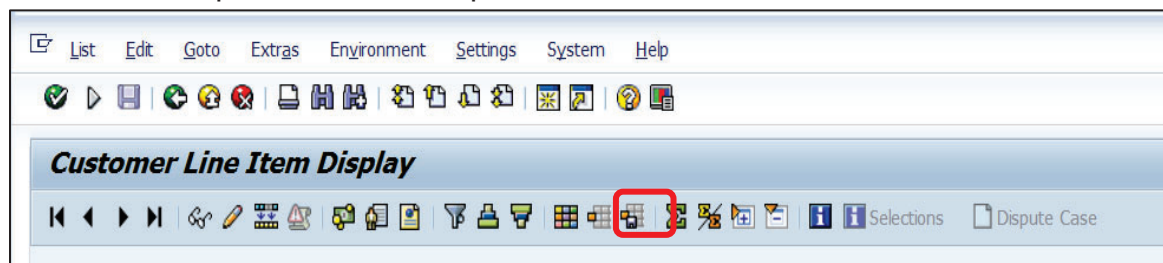 List Edit Goto Extras Environment Settings System Help
Customer Line Item Display
Selections Dispute Case